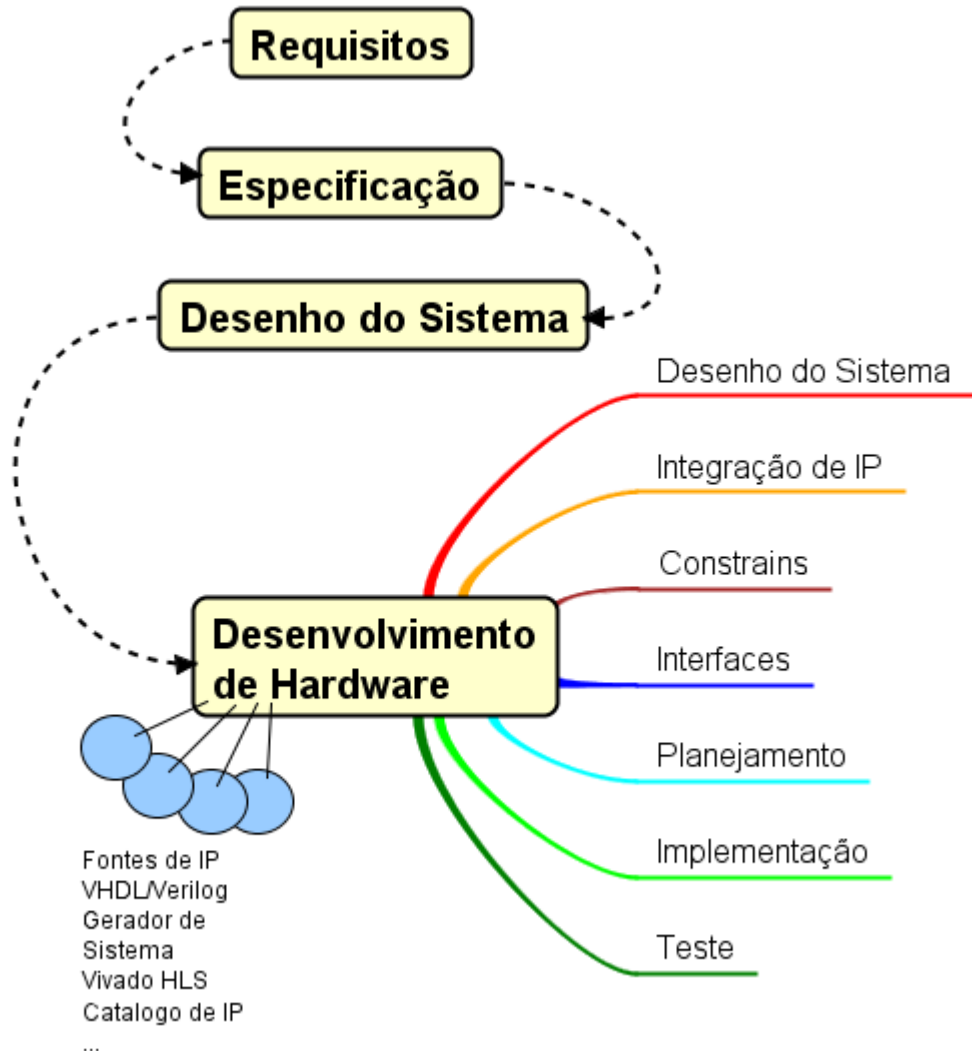 Requisitos
Especificação
Desenho do Sistema
Desenho do Sistema
Integração de IP
Constrains
Interfaces
Planejamento
Implementação
Teste
Desenvolvimento
de Hardware
Fontes de IP
VHDL/Verilog
Gerador de
Sistema
Vivado HLS
Catalogo de IP
...